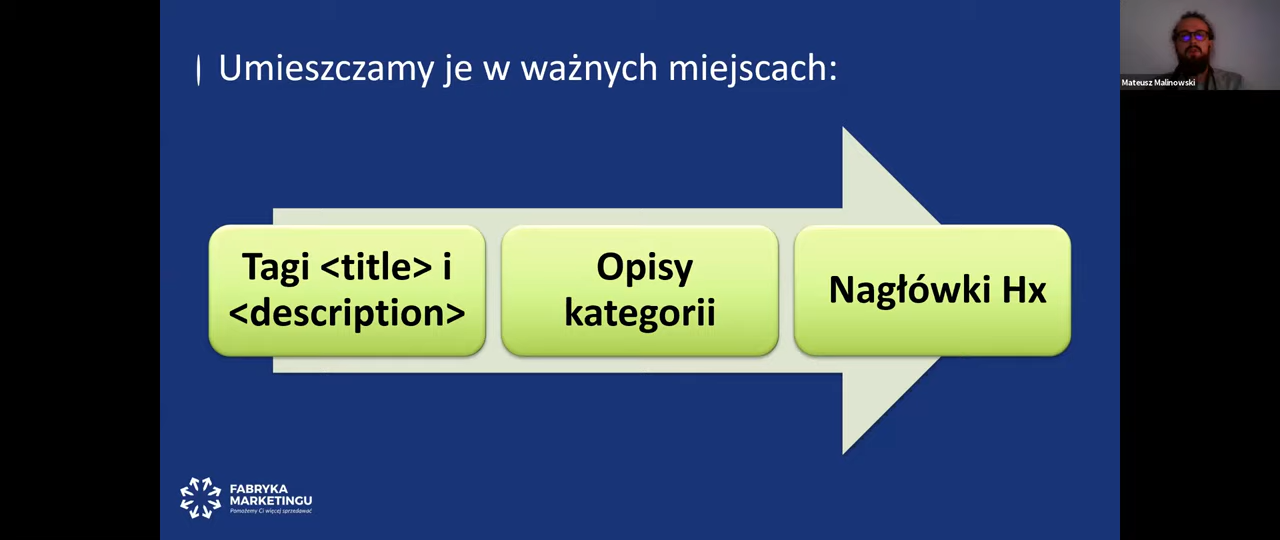 Umieszczamy je w ważnych miejscach:
Tagi <title> i
<description>
Opisy
kategorii
Nagłówki Hx
FABRYKA
MARKETINGU
Pomożemy Ci więcej sprzedawać
Mateusz Malinowski